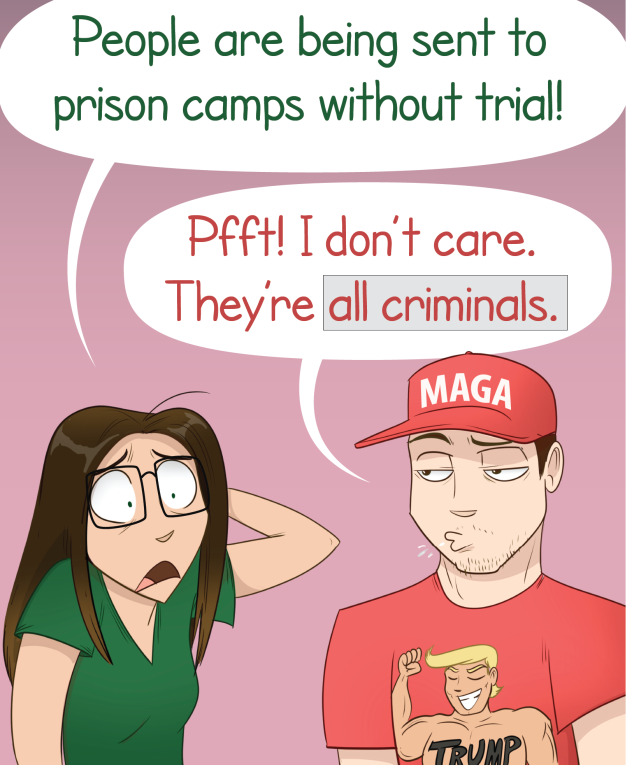 People are being sent to
prison camps without trial!
Pfft! I don't care.
They're all criminals.
MAGA
TRUMP